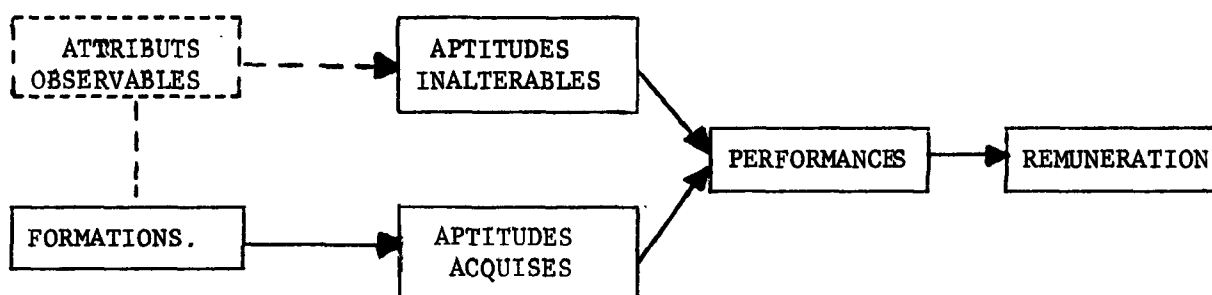 ATTRIBUTS
OBSERVABLES
APTITUDES
INALTERABLES
PERFORMANCES
REMUNERATION
FORMATIONS.
APTITUDES
ACQUISES